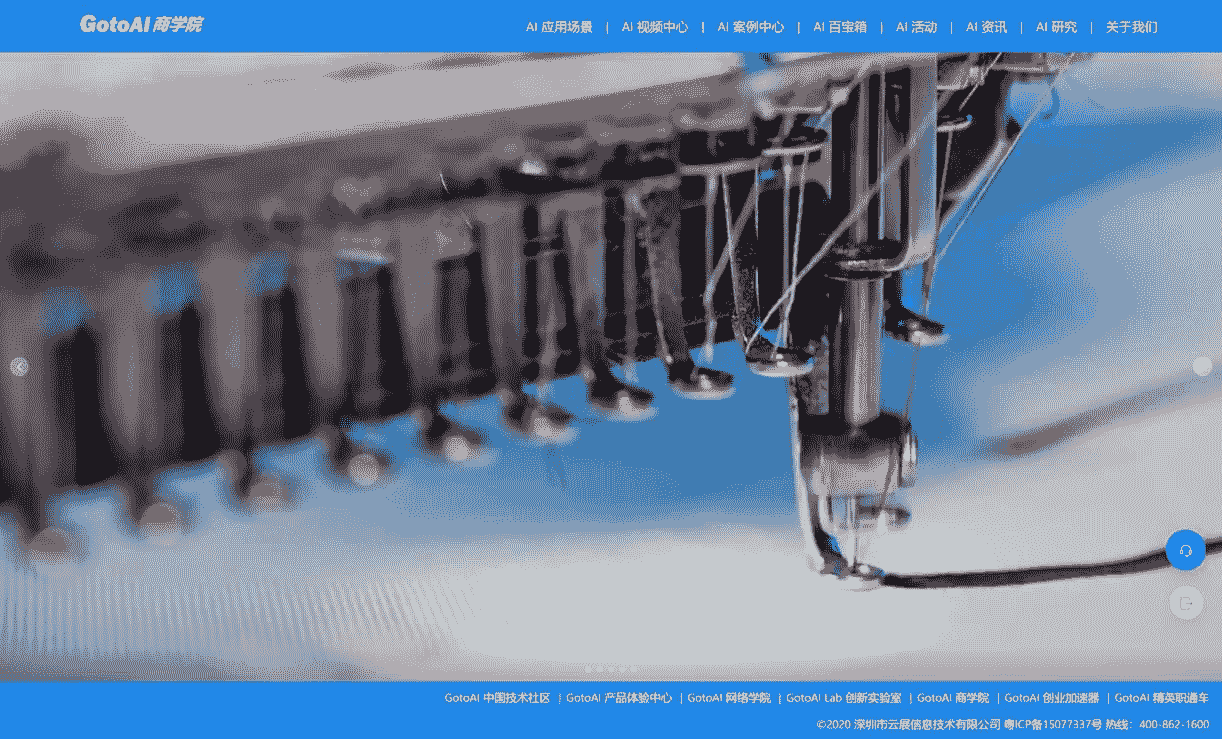 GotoAI 商学院
AI 应用场景 | AI 视频中心 | AI 案例中心 | AI 百宝箱 | AI 活动 | AI 资讯 | AI 研究 | 关于我们
GotoAI 中国技术社区 | GotoAI 产品体验中心 | GotoAI 网络学院 | GotoAI Lab 创新实验室 | GotoAI 商学院 | GotoAI 创业加速器 | GotoAI 精英职通车
©2020 深圳市云展信息技术有限公司 粤ICP备15077337号 热线：400-862-1600